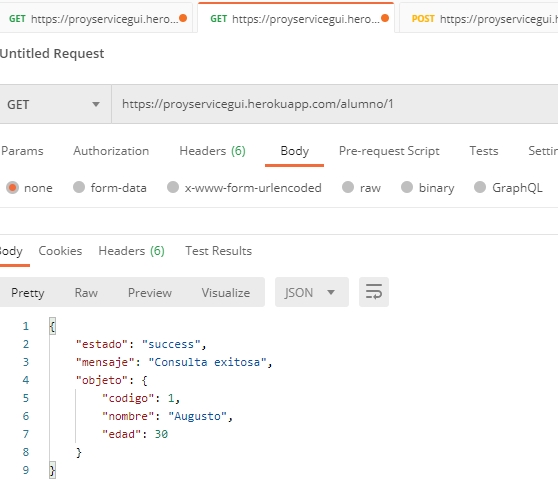 GET https://proyservicegui.hero... GET https://proyservicegui.hero... POST https://proyservicegui.h
Untitled Request
GET https://proyservicegui.herokuapp.com/alumno/1
Params Authorization Headers (6) Body Pre-request Script Tests Settin
none form-data x-www-form-urlencoded raw binary GraphQL
Body Cookies Headers (6) Test Results
Pretty Raw Preview Visualize JSON
1 {
2 "estado": "success",
3 "mensaje": "Consulta exitosa",
4 "objeto": {
5 "codigo": 1,
6 "nombre": "Augusto",
7 "edad": 30
8 }
9 }